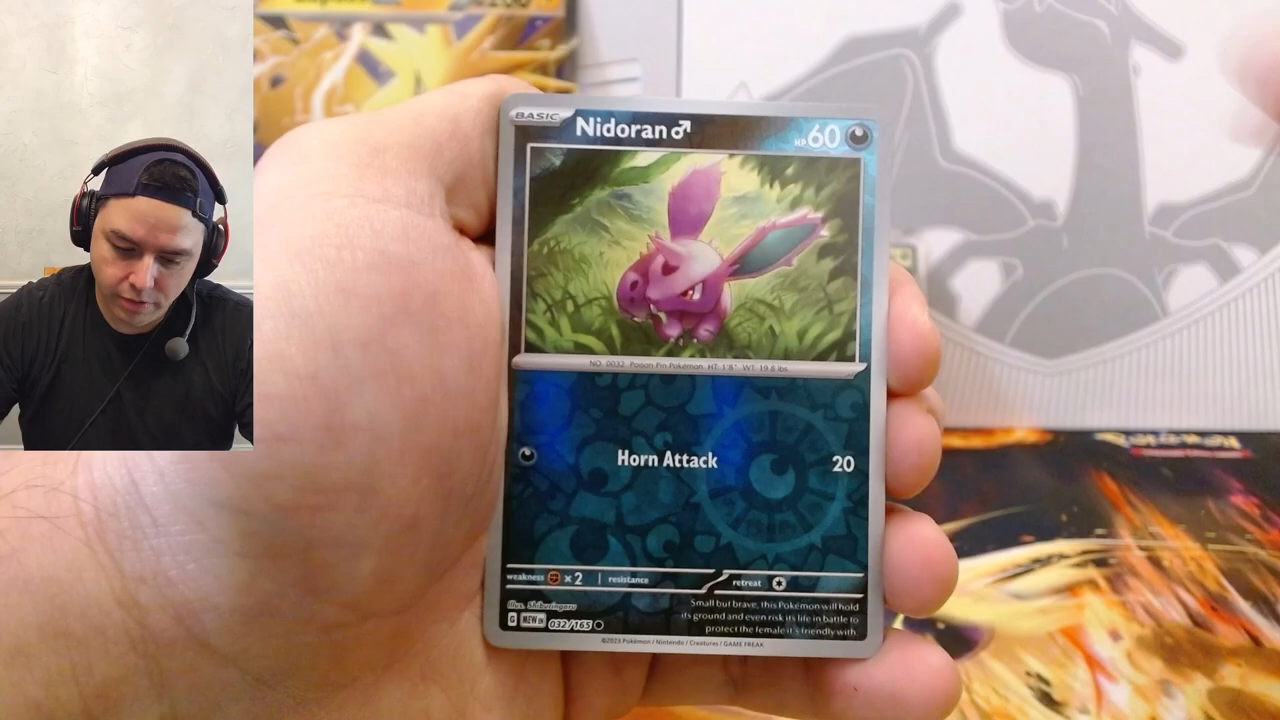 BASIC
Nidoran♂
HP 60
NO. 0032 Poison Pin Pokémon HT: 1'8" WT: 19.8 lbs
Horn Attack 20
weakness ×2 resistance retreat
Illus. Shibuzoh.
Small but brave, this Pokémon will hold
its ground and even risk its life in battle to
protect the female it's friendly with.
G MEW EN 032/165
©2023 Pokémon / Nintendo / Creatures / GAME FREAK